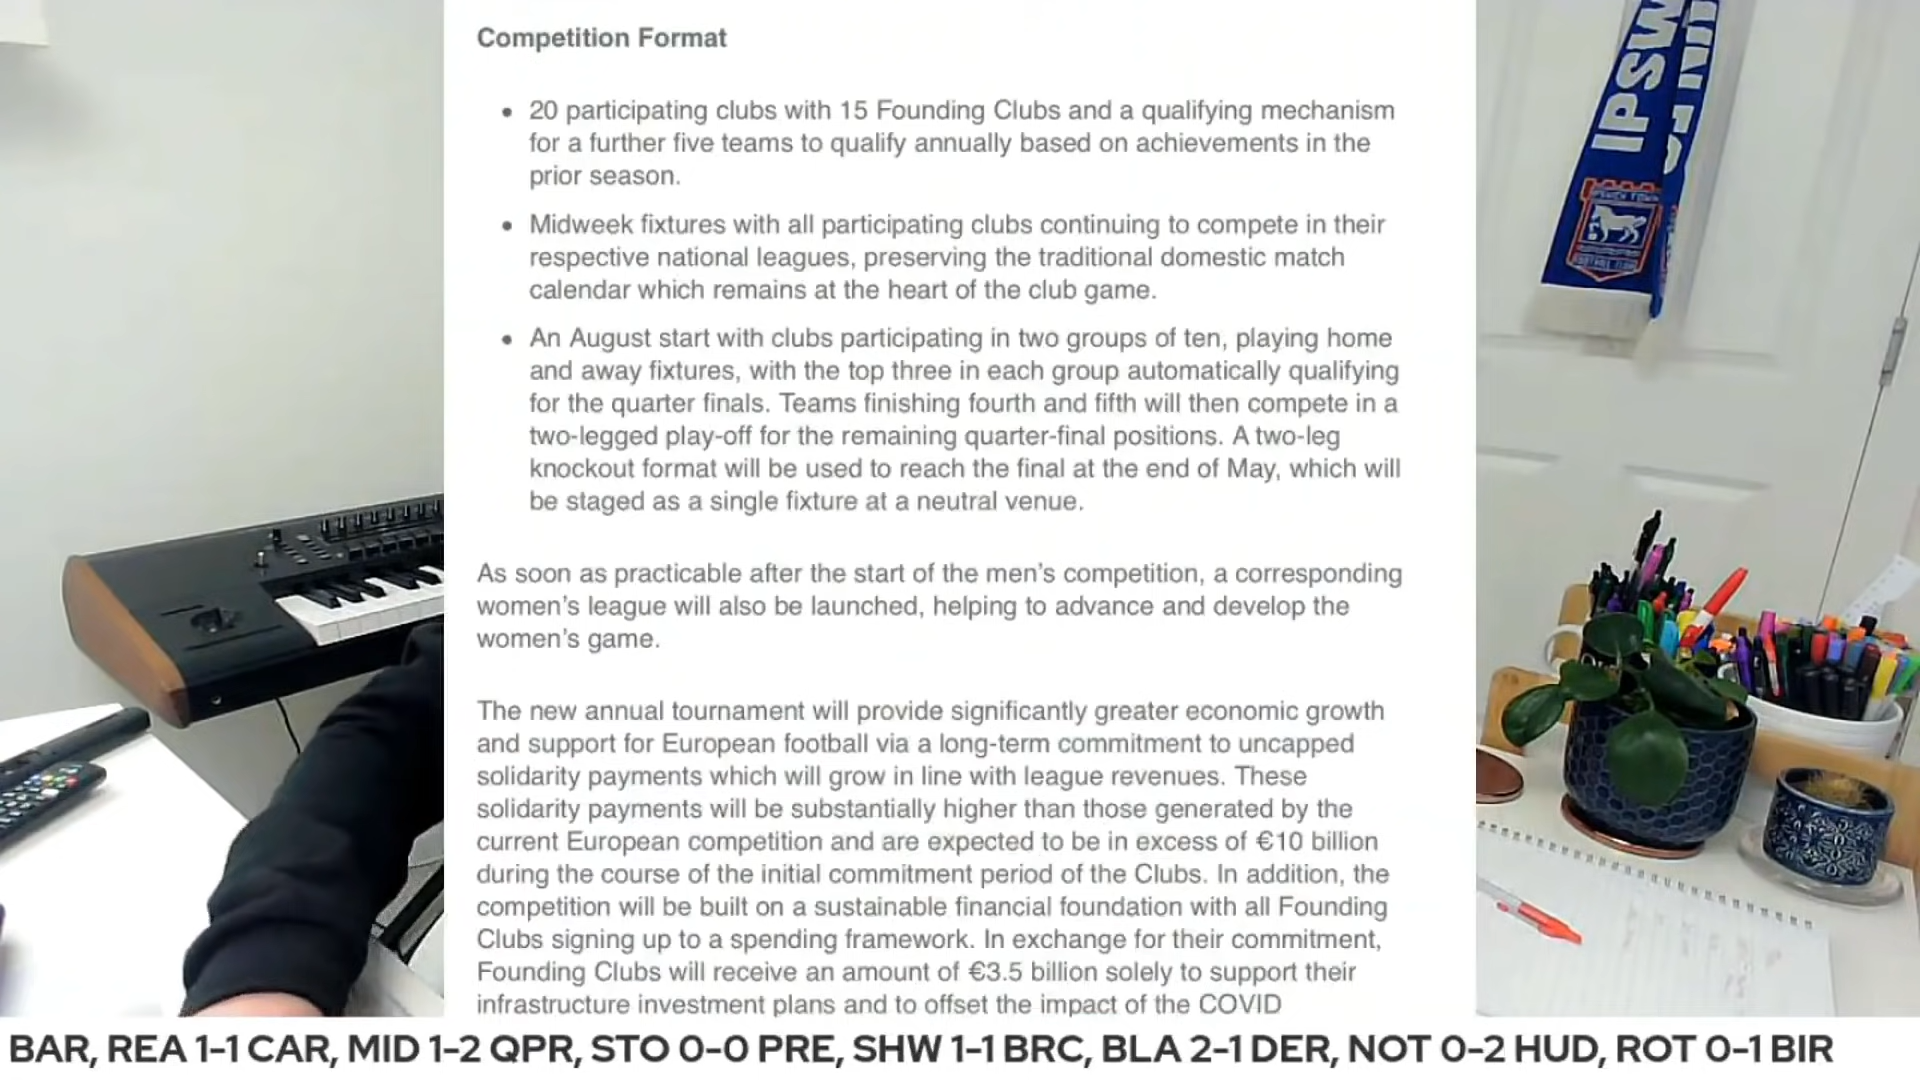 Competition Format
• 20 participating clubs with 15 Founding Clubs and a qualifying mechanism
for a further five teams to qualify annually based on achievements in the
prior season.
• Midweek fixtures with all participating clubs continuing to compete in their
respective national leagues, preserving the traditional domestic match
calendar which remains at the heart of the club game.
• An August start with clubs participating in two groups of ten, playing home
and away fixtures, with the top three in each group automatically qualifying
for the quarter finals. Teams finishing fourth and fifth will then compete in a
two-legged play-off for the remaining quarter-final positions. A two-leg
knockout format will be used to reach the final at the end of May, which will
be staged as a single fixture at a neutral venue.
As soon as practicable after the start of the men's competition, a corresponding
women's league will also be launched, helping to advance and develop the
women's game.
The new annual tournament will provide significantly greater economic growth
and support for European football via a long-term commitment to uncapped
solidarity payments which will grow in line with league revenues. These
solidarity payments will be substantially higher than those generated by the
current European competition and are expected to be in excess of €10 billion
during the course of the initial commitment period of the Clubs. In addition, the
competition will be built on a sustainable financial foundation with all Founding
Clubs signing up to a spending framework. In exchange for their commitment,
Founding Clubs will receive an amount of €3.5 billion solely to support their
infrastructure investment plans and to offset the impact of the COVID
IPSW
IPSWICH TOWN
FOOTBALL CLUB
BAR, REA 1-1 CAR, MID 1-2 QPR, STO 0-0 PRE, SHW 1-1 BRC, BLA 2-1 DER, NOT 0-2 HUD, ROT 0-1 BIR